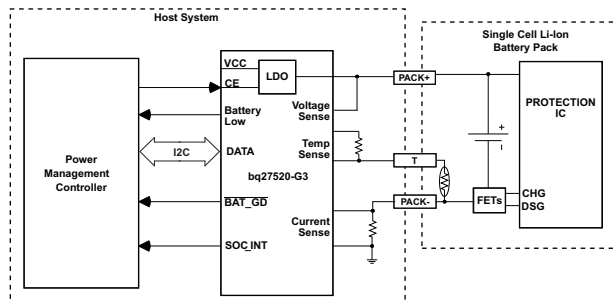 Host System
Single Cell Li-Ion
Battery Pack
VCC
LDO
CE
PACK+
PROTECTION
IC
Battery
Low
Voltage
Sense
Temp
Sense
+
–
I2C
DATA
T
Power
Management
Controller
bq27520-G3
BAT_GD
PACK-
CHG
FETs
DSG
Current
Sense
SOC_INT